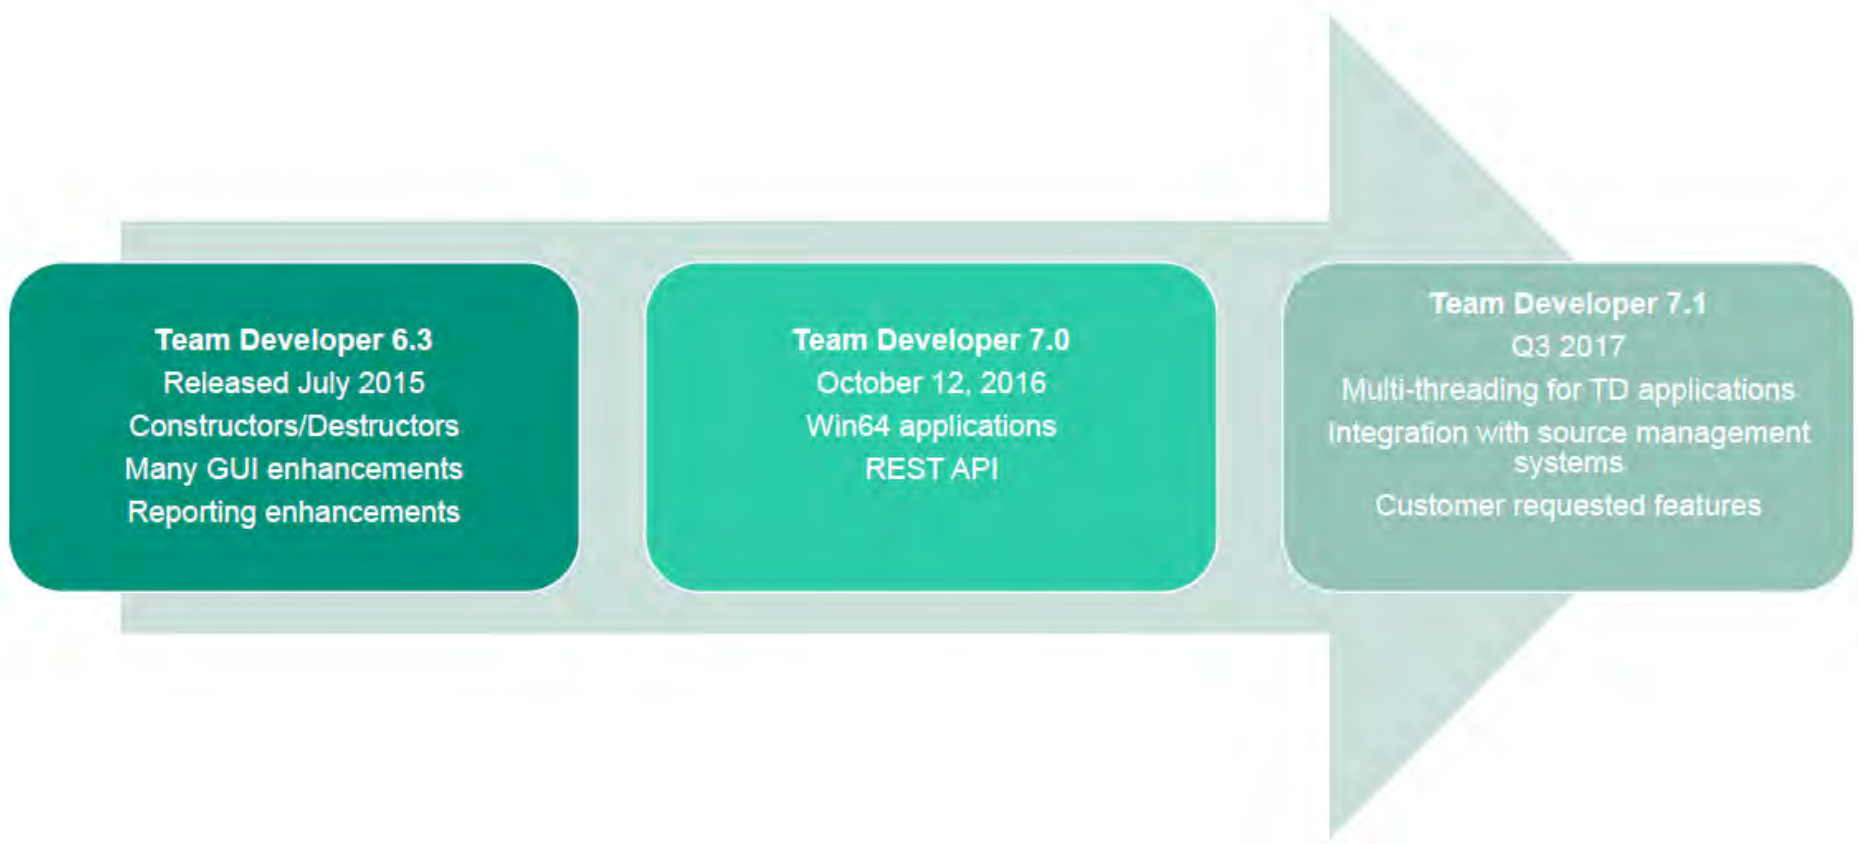 Team Developer 6.3
Released July 2015
Constructors/Destructors
Many GUI enhancements
Reporting enhancements
Team Developer 7.0
October 12, 2016
Win64 applications
REST API
Team Developer 7.1
Q3 2017
Multi-threading for TD applications
Integration with source management
systems
Customer requested features